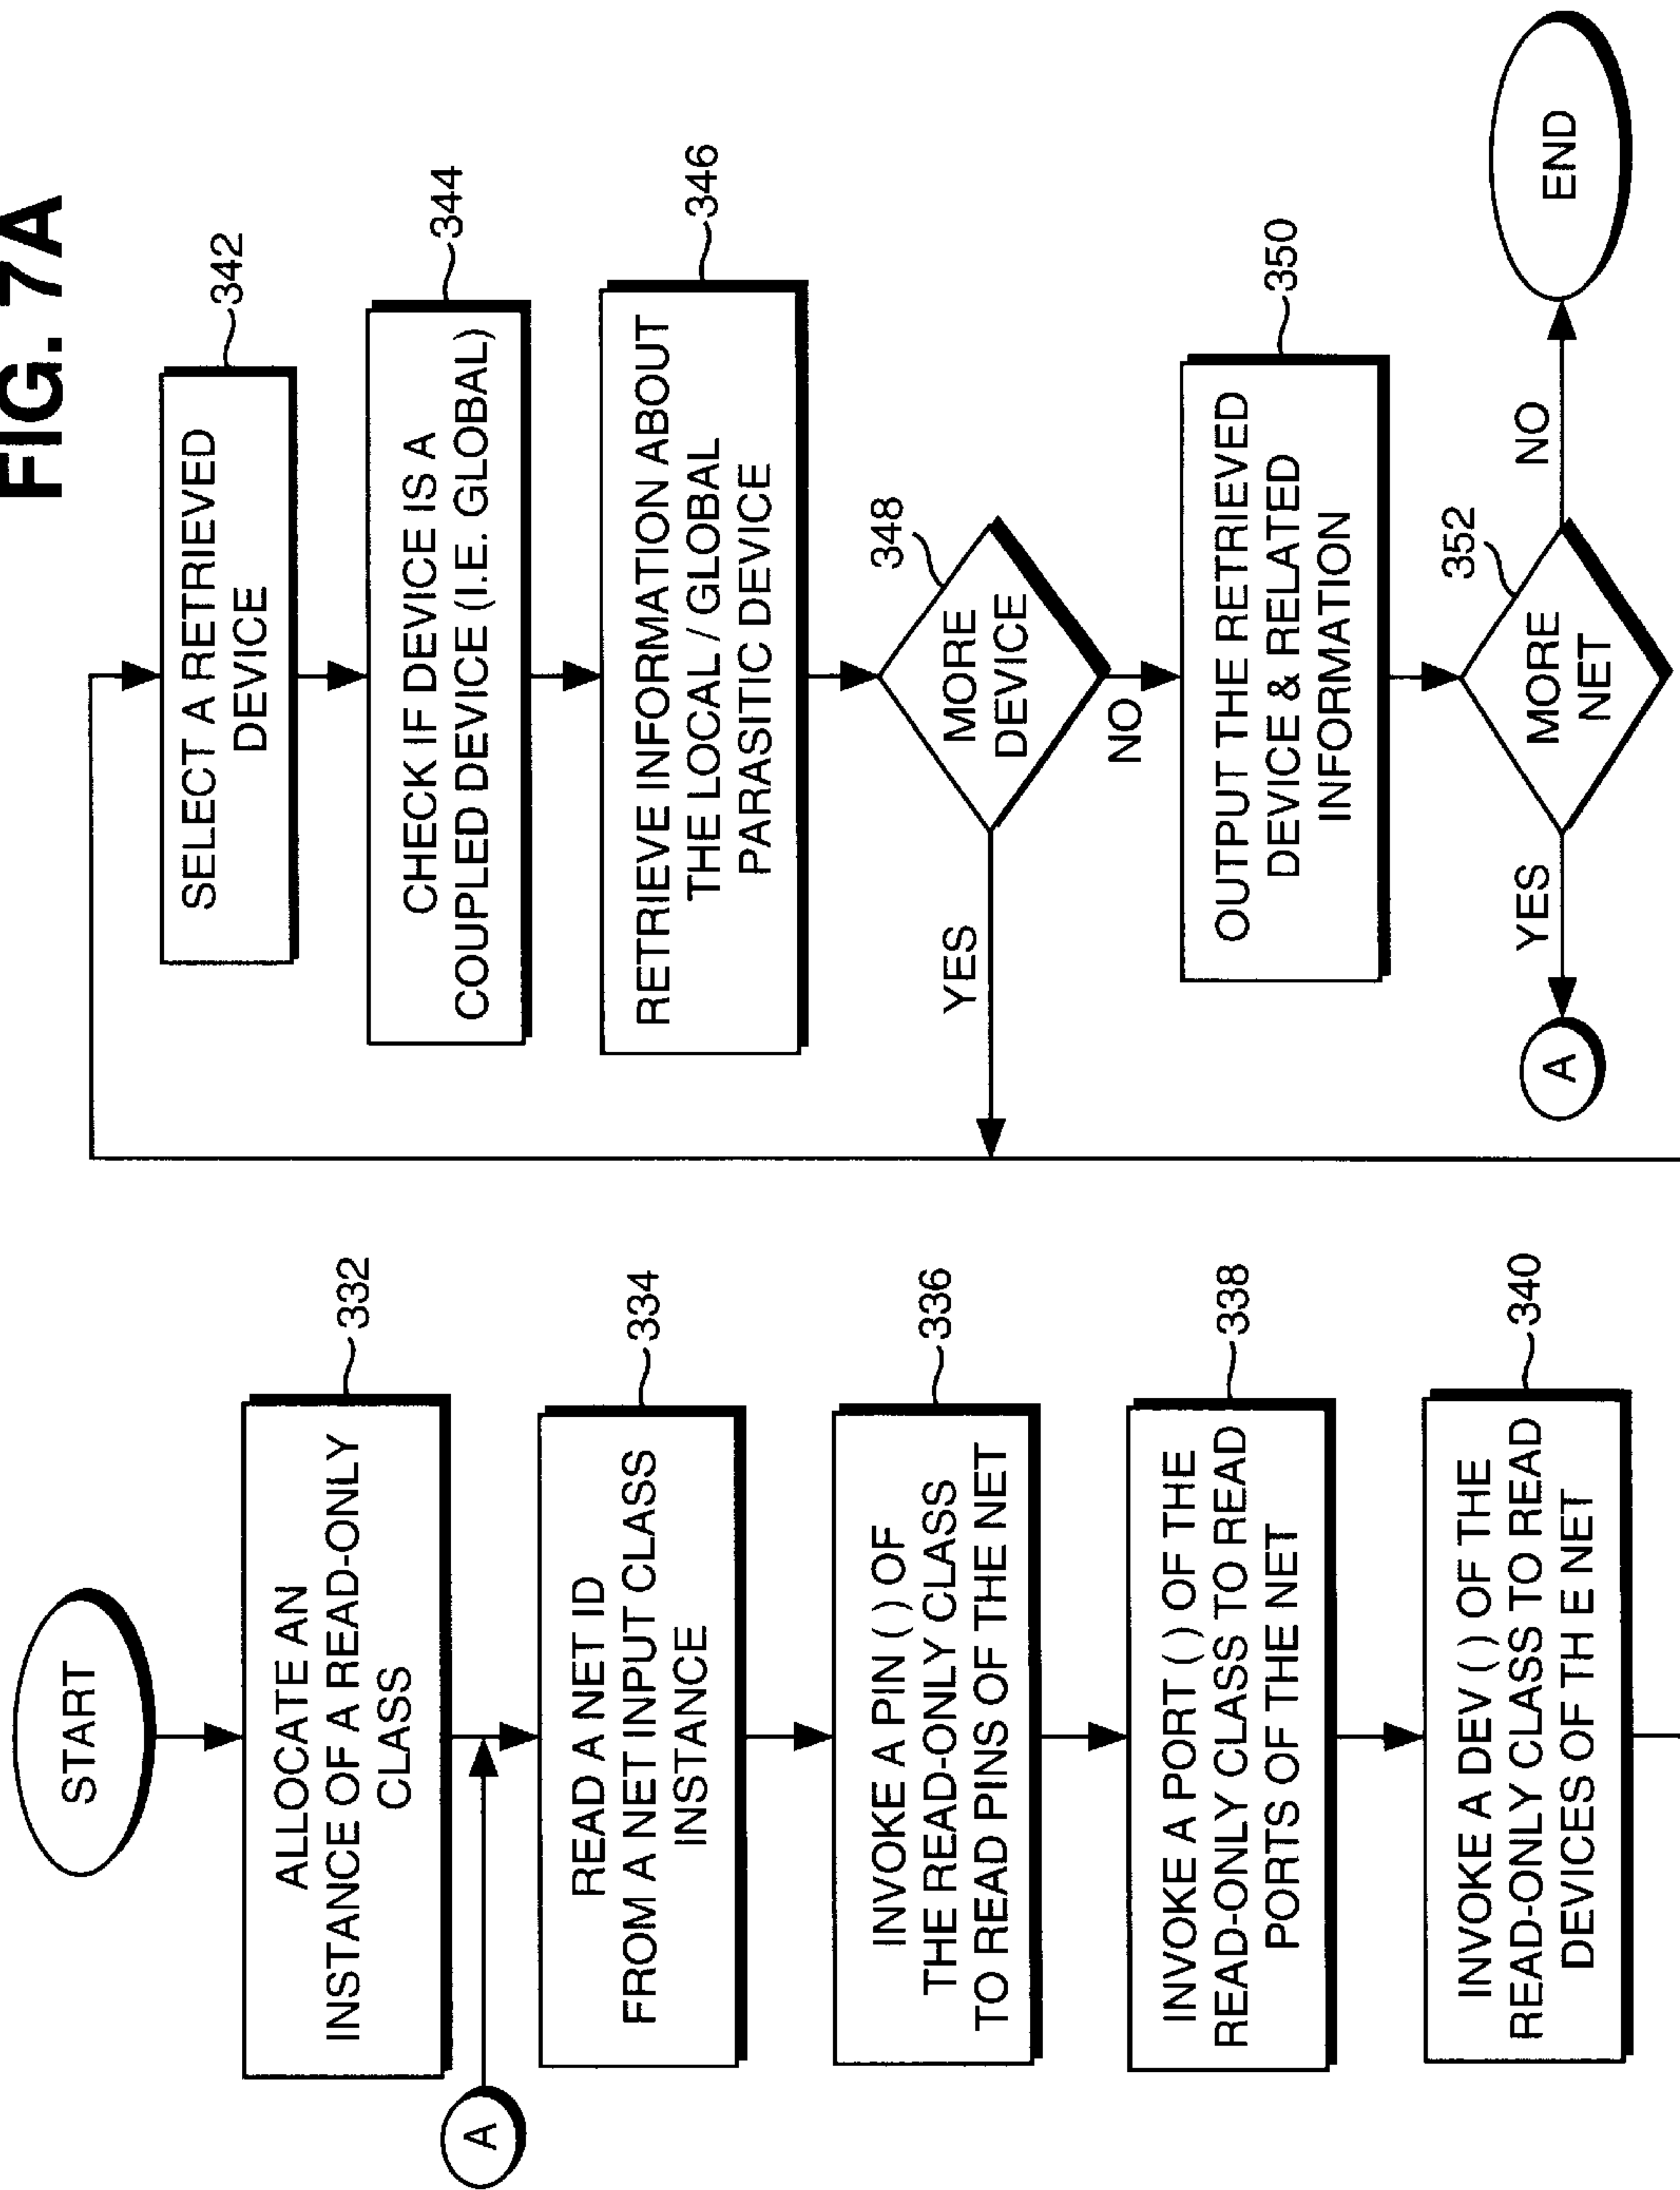 FIG. 7A
START
ALLOCATE AN
INSTANCE OF A READ-ONLY
CLASS
332
A
READ A NET ID
FROM A NET INPUT CLASS
INSTANCE
334
INVOKE A PIN ( ) OF
THE READ-ONLY CLASS
TO READ PINS OF THE NET
336
INVOKE A PORT ( ) OF THE
READ-ONLY CLASS TO READ
PORTS OF THE NET
338
INVOKE A DEV ( ) OF THE
READ-ONLY CLASS TO READ
DEVICES OF TH E NET
340
SELECT A RETRIEVED
DEVICE
342
CHECK IF DEVICE IS A
COUPLED DEVICE (I.E. GLOBAL)
344
RETRIEVE INFORMATION ABOUT
THE LOCAL / GLOBAL
PARASITIC DEVICE
346
MORE
DEVICE
348
YES
NO
OUTPUT THE RETRIEVED
DEVICE & RELATED
INFORMATION
350
MORE
NET
352
YES
A
NO
END